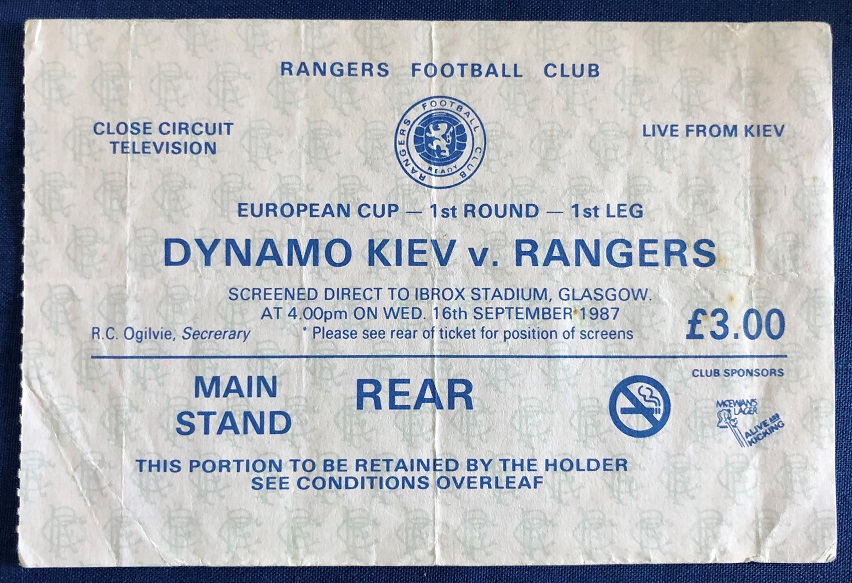 RANGERS FOOTBALL CLUB
CLOSE CIRCUIT
TELEVISION
RANGERS FOOTBALL CLUB
READY
LIVE FROM KIEV
EUROPEAN CUP — 1st ROUND — 1st LEG
DYNAMO KIEV v. RANGERS
SCREENED DIRECT TO IBROX STADIUM, GLASGOW.
AT 4.00pm ON WED. 16th SEPTEMBER 1987
R.C. Ogilvie, Secrerary
* Please see rear of ticket for position of screens
£3.00
MAIN
STAND
REAR
CLUB SPONSORS
McEWAN'S
LAGER
ALIVE AND
KICKING
THIS PORTION TO BE RETAINED BY THE HOLDER
SEE CONDITIONS OVERLEAF